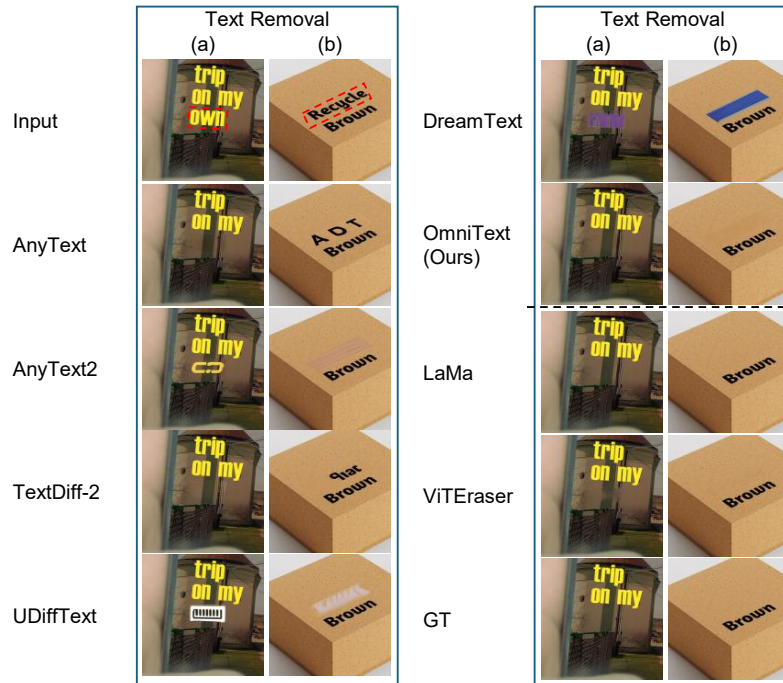 Text Removal
(a) (b)
Input
trip
on my
own
Recycle
Brown
AnyText
trip
on my
A D T
Brown
AnyText2
trip
on my
Brown
TextDiff-2
trip
on my
Brown
UDiffText
trip
on my
Brown
Text Removal
(a) (b)
DreamText
trip
on my
Brown
OmniText
(Ours)
trip
on my
Brown
LaMa
trip
on my
Brown
ViTEraser
trip
on my
Brown
GT
trip
on my
Brown